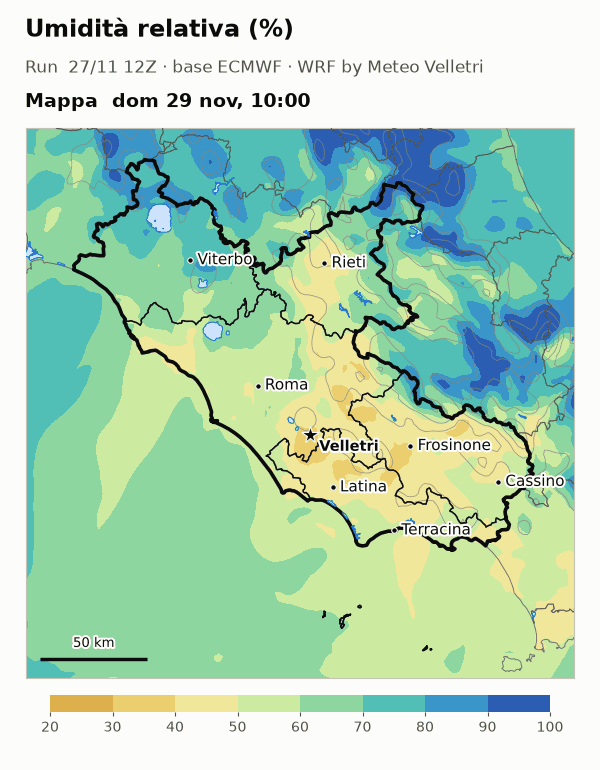 Umidità relativa (%)
Run  27/11 12Z · base ECMWF · WRF by Meteo Velletri
Mappa  dom 29 nov, 10:00
Viterbo
Rieti
Roma
Velletri
Frosinone
Cassino
Latina
Terracina
50 km
20 30 40 50 60 70 80 90 100